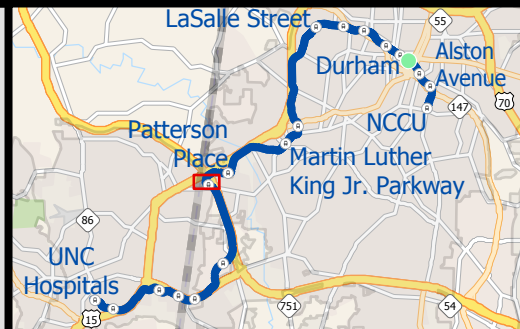 LaSalle Street
55
Durham
Alston
Avenue
70
147
NCCU
Patterson
Place
Martin Luther
King Jr. Parkway
86
UNC
Hospitals
15
751
54